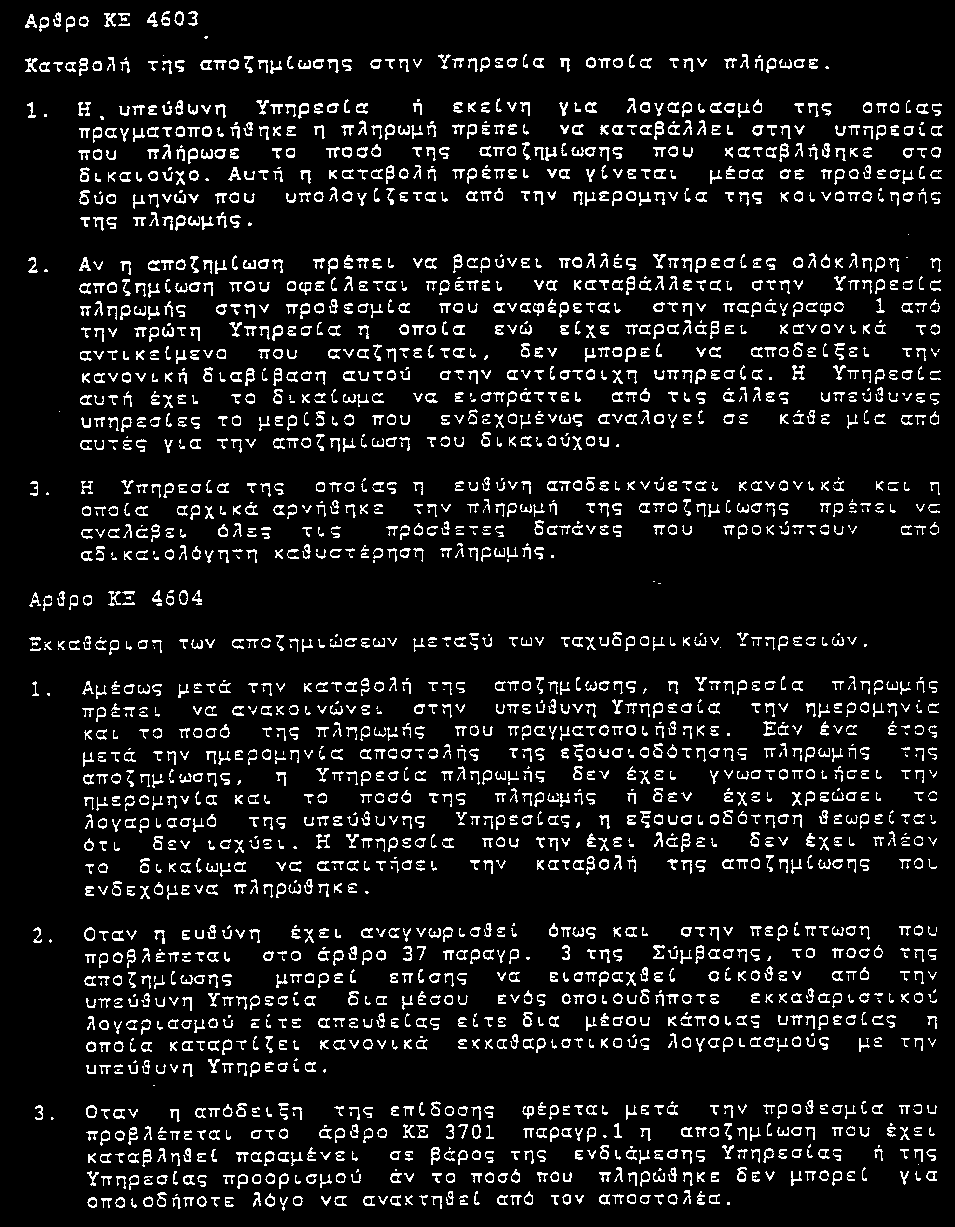 Αρθρο ΚΕ 4603
Καταβολή της αποζημίωσης στην Υπηρεσία η οποία την πλήρωσε.
1. Η υπεύθυνη Υπηρεσία ή εκείνη για λογαριασμό της οποίας
πραγματοποιήθηκε η πληρωμή πρέπει να καταβάλλει στην υπηρεσία
που πλήρωσε το ποσό της αποζημίωσης που καταβλήθηκε στο
δικαιούχο. Αυτή η καταβολή πρέπει να γίνεται μέσα σε προθεσμία
δύο μηνών που υπολογίζεται από την ημερομηνία της κοινοποίησής
της πληρωμής.
2. Αν η αποζημίωση πρέπει να βαρύνει πολλές Υπηρεσίες ολόκληρη η
αποζημίωση που οφείλεται πρέπει να καταβάλλεται στην Υπηρεσία
πληρωμής στην προθεσμία που αναφέρεται στην παράγραφο 1 από
την πρώτη Υπηρεσία η οποία ενώ είχε παραλάβει κανονικά το
αντικείμενο που αναζητείται, δεν μπορεί να αποδείξει την
κανονική διαβίβαση αυτού στην αντίστοιχη υπηρεσία. Η Υπηρεσία
αυτή έχει το δικαίωμα να εισπράττει από τις άλλες υπεύθυνες
υπηρεσίες το μερίδιο που ενδεχομένως αναλογεί σε κάθε μία από
αυτές για την αποζημίωση του δικαιούχου.
3. Η Υπηρεσία της οποίας η ευθύνη αποδεικνύεται κανονικά και η
οποία αρχικά αρνήθηκε την πληρωμή της αποζημίωσης πρέπει να
αναλάβει όλες τις πρόσθετες δαπάνες που προκύπτουν από
αδικαιολόγητη καθυστέρηση πληρωμής.
Αρθρο ΚΞ 4604
Εκκαθάριση των αποζημιώσεων μεταξύ των ταχυδρομικών Υπηρεσιών.
1. Αμέσως μετά την καταβολή της αποζημίωσης, η Υπηρεσία πληρωμής
πρέπει να ανακοινώνει στην υπεύθυνη Υπηρεσία την ημερομηνία
και το ποσό της πληρωμής που πραγματοποιήθηκε. Εάν ένα έτος
μετά την ημερομηνία αποστολής της εξουσιοδότησης πληρωμής της
αποζημίωσης, η Υπηρεσία πληρωμής δεν έχει γνωστοποιήσει την
ημερομηνία και το ποσό της πληρωμής ή δεν έχει χρεώσει το
λογαριασμό της υπεύθυνης Υπηρεσίας, η εξουσιοδότηση θεωρείται
ότι δεν ισχύει. Η Υπηρεσία που την έχει λάβει δεν έχει πλέον
το δικαίωμα να απαιτήσει την καταβολή της αποζημίωσης που
ενδεχόμενα πληρώθηκε.
2. Οταν η ευθύνη έχει αναγνωρισθεί όπως και στην περίπτωση που
προβλέπεται στο άρθρο 37 παραγρ. 3 της Σύμβασης, το ποσό της
αποζημίωσης μπορεί επίσης να εισπραχθεί οίκοθεν από την
υπεύθυνη Υπηρεσία δια μέσου ενός οποιουδήποτε εκκαθαριστικού
λογαριασμού είτε απευθείας είτε δια μέσου κάποιας υπηρεσίας η
οποία καταρτίζει κανονικά εκκαθαριστικούς λογαριασμούς με την
υπεύθυνη Υπηρεσία.
3. Οταν η απόδειξη της επίδοσης φέρεται μετά την προθεσμία που
προβλέπεται στο άρθρο ΚΕ 3701 παραγρ.1 η αποζημίωση που έχει
καταβληθεί παραμένει σε βάρος της ενδιάμεσης Υπηρεσίας ή της
Υπηρεσίας προορισμού άν το ποσό που πληρώθηκε δεν μπορεί για
οποιοδήποτε λόγο να ανακτηθεί από τον αποστολέα.